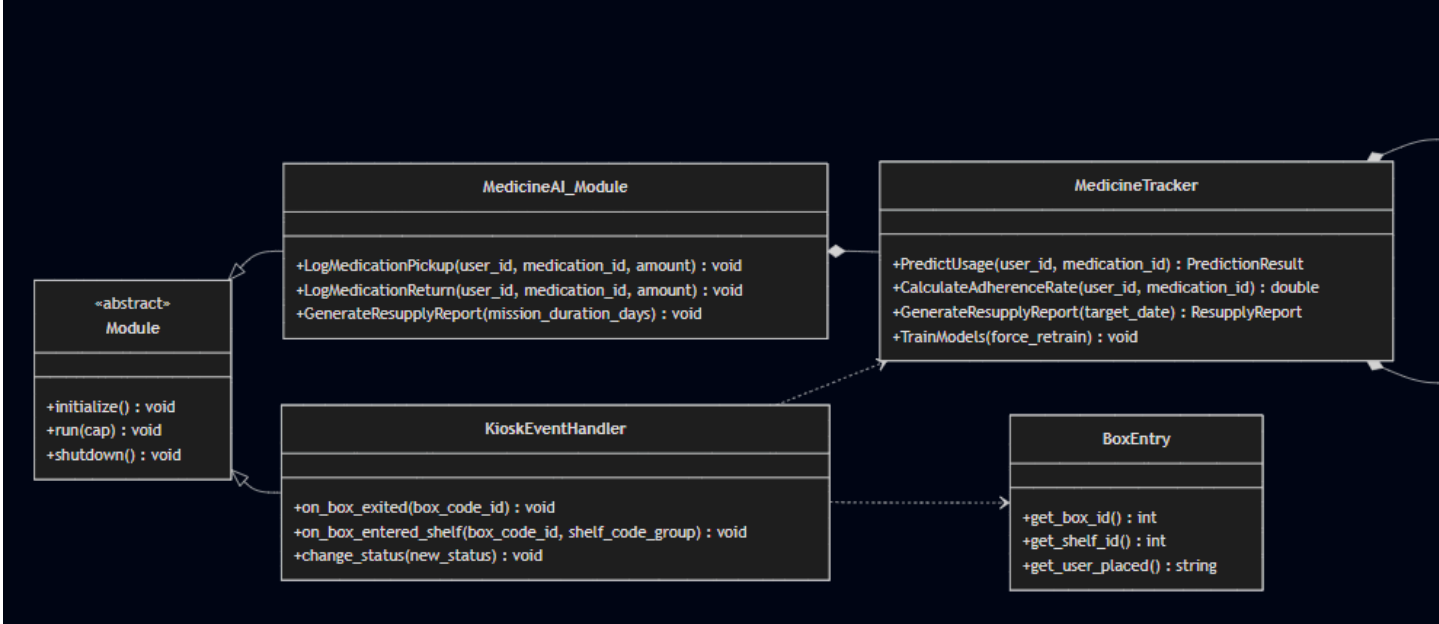 MedicineAI_Module
+LogMedicationPickup(user_id, medication_id, amount) : void
+LogMedicationReturn(user_id, medication_id, amount) : void
+GenerateResupplyReport(mission_duration_days) : void
MedicineTracker
+PredictUsage(user_id, medication_id) : PredictionResult
+CalculateAdherenceRate(user_id, medication_id) : double
+GenerateResupplyReport(target_date) : ResupplyReport
+TrainModels(force_retrain) : void
«abstract»
Module
+initialize() : void
+run(cap) : void
+shutdown() : void
KioskEventHandler
+on_box_exited(box_code_id) : void
+on_box_entered_shelf(box_code_id, shelf_code_group) : void
+change_status(new_status) : void
BoxEntry
+get_box_id() : int
+get_shelf_id() : int
+get_user_placed() : string